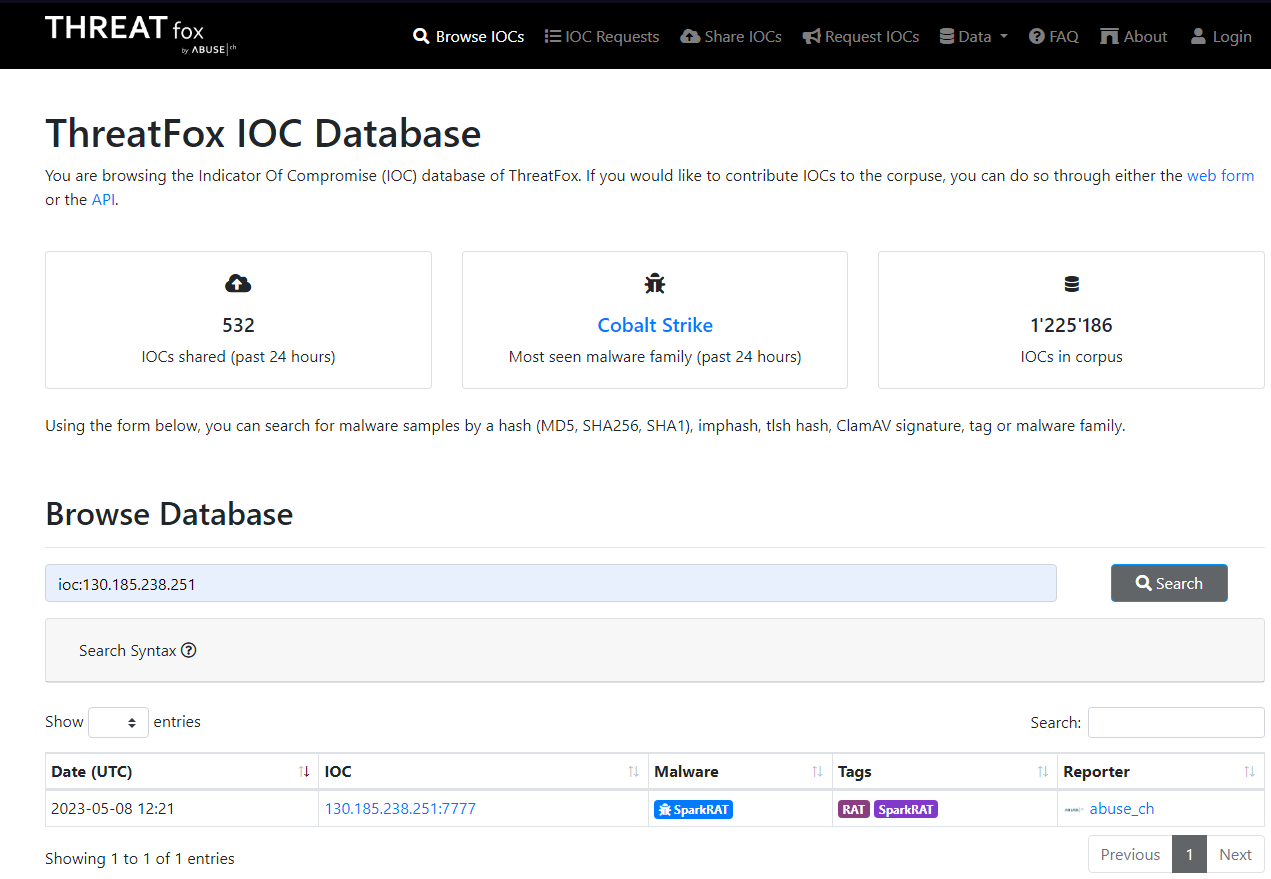 THREAT fox
by ABUSE|ch
Browse IOCs IOC Requests Share IOCs Request IOCs Data FAQ About Login
ThreatFox IOC Database
You are browsing the Indicator Of Compromise (IOC) database of ThreatFox. If you would like to contribute IOCs to the corpuse, you can do so through either the web form
or the API.
532
IOCs shared (past 24 hours)
Cobalt Strike
Most seen malware family (past 24 hours)
1'225'186
IOCs in corpus
Using the form below, you can search for malware samples by a hash (MD5, SHA256, SHA1), imphash, tlsh hash, ClamAV signature, tag or malware family.
Browse Database
ioc:130.185.238.251 Search
Search Syntax
Show entries Search:
Date (UTC) IOC Malware Tags Reporter
2023-05-08 12:21 130.185.238.251:7777 SparkRAT RAT SparkRAT abuse_ch
Showing 1 to 1 of 1 entries Previous 1 Next